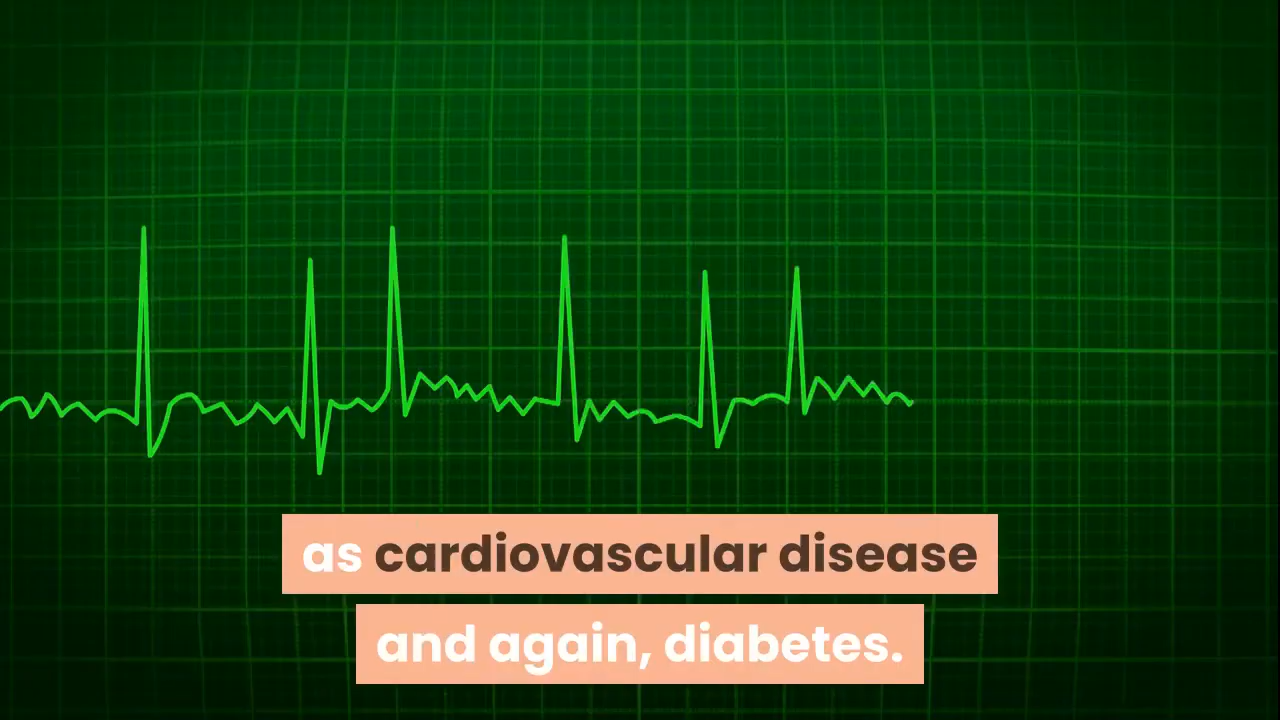 as cardiovascular disease
and again, diabetes.